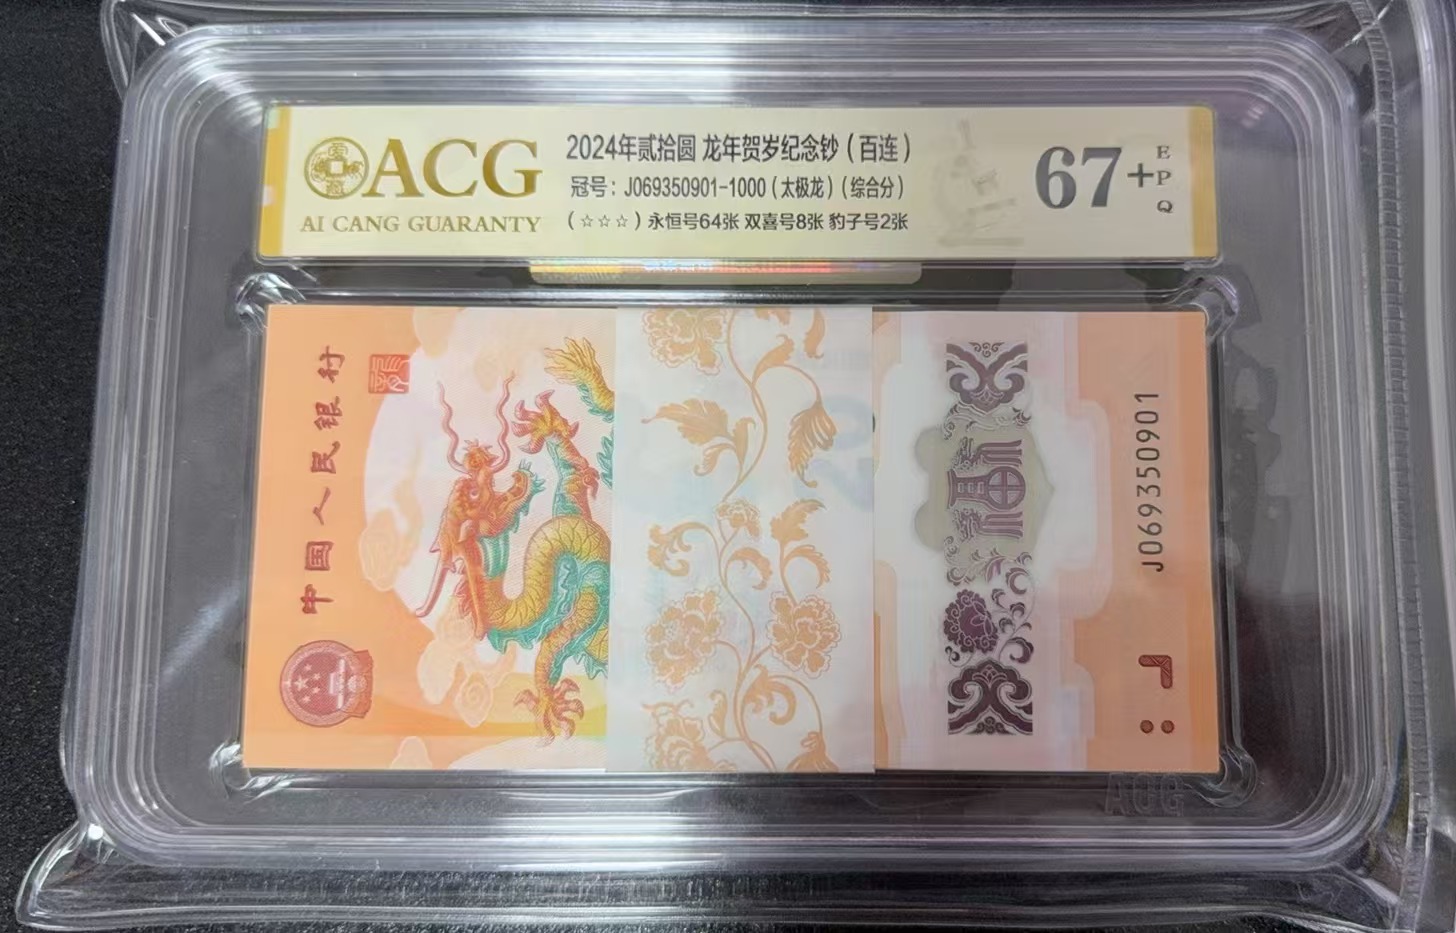 ACG
AI CANG GUARANTY
2024年贰拾圆 龙年贺岁纪念钞（百连）
冠号：J069350901-1000（太极龙）（综合分）
（☆☆☆）永恒号64张 双喜号8张 豹子号2张
67+
EPQ
中国人民银行
福
J069350901
ACG